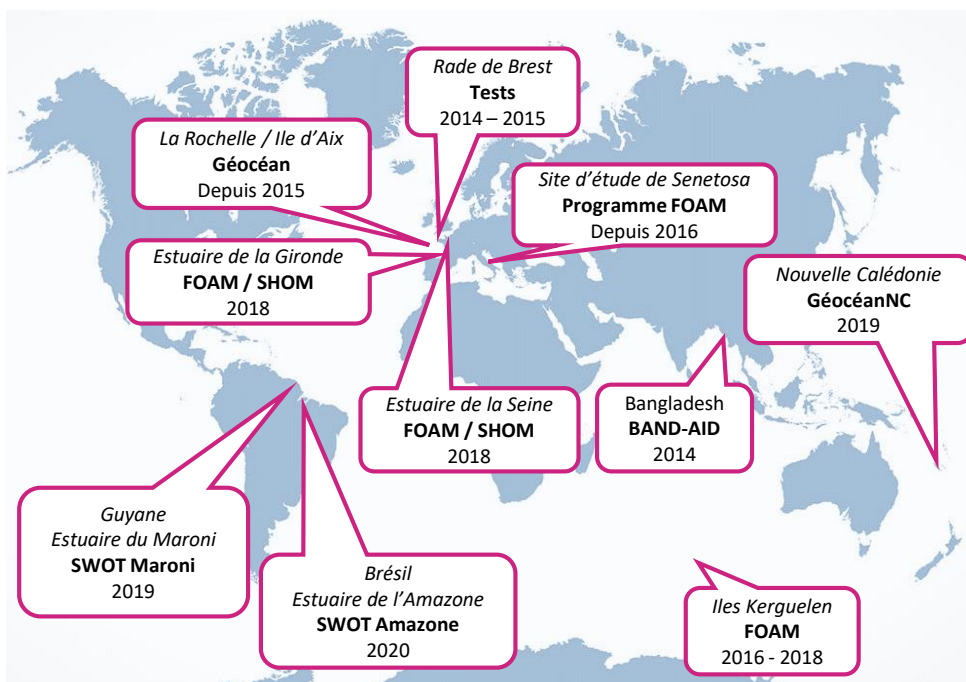 Rade de Brest
Tests
2014 – 2015
La Rochelle / Ile d’Aix
Géocéan
Depuis 2015
Site d’étude de Senetosa
Programme FOAM
Depuis 2016
Estuaire de la Gironde
FOAM / SHOM
2018
Nouvelle Calédonie
GéocéanNC
2019
Estuaire de la Seine
FOAM / SHOM
2018
Bangladesh
BAND-AID
2014
Guyane
Estuaire du Maroni
SWOT Maroni
2019
Brésil
Estuaire de l’Amazone
SWOT Amazone
2020
Iles Kerguelen
FOAM
2016 - 2018